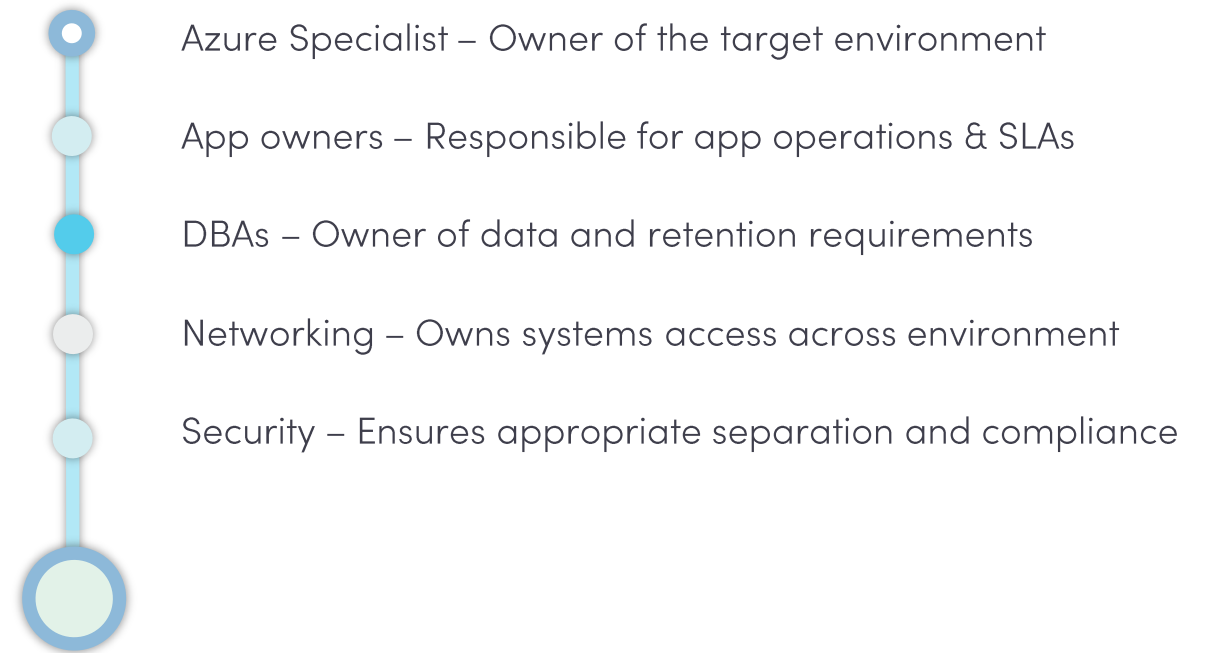 Azure Specialist – Owner of the target environment
App owners – Responsible for app operations & SLAs
DBAs – Owner of data and retention requirements
Networking – Owns systems access across environment
Security – Ensures appropriate separation and compliance